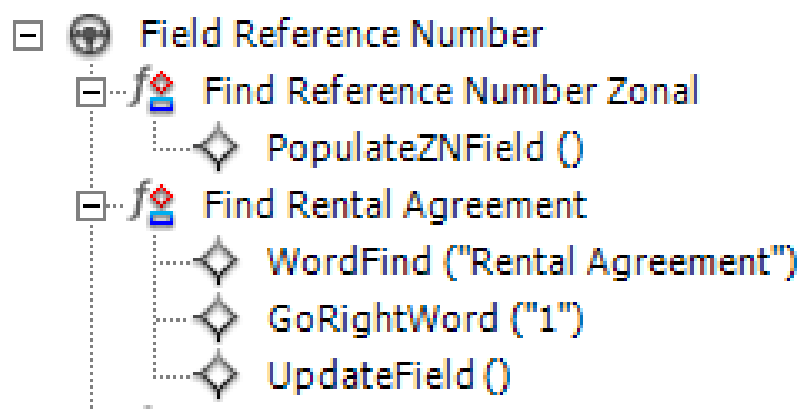 Field Reference Number
Find Reference Number Zonal
PopulateZNField ()
Find Rental Agreement
WordFind ("Rental Agreement")
GoRightWord ("1")
UpdateField ()